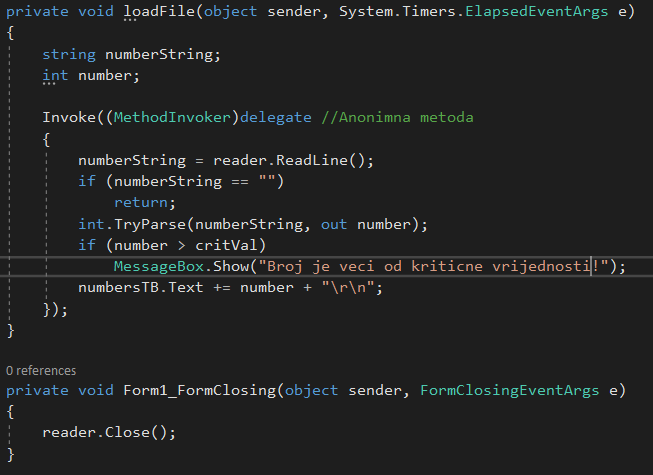 private void loadFile(object sender, System.Timers.ElapsedEventArgs e)
{
    string numberString;
    int number;

    Invoke((MethodInvoker)delegate //Anonimna metoda
    {
        numberString = reader.ReadLine();
        if (numberString == "")
            return;
        int.TryParse(numberString, out number);
        if (number > critVal)
            MessageBox.Show("Broj je veci od kriticne vrijednosti!");
        numbersTB.Text += number + "\r\n";
    });
}

0 references
private void Form1_FormClosing(object sender, FormClosingEventArgs e)
{
    reader.Close();
}